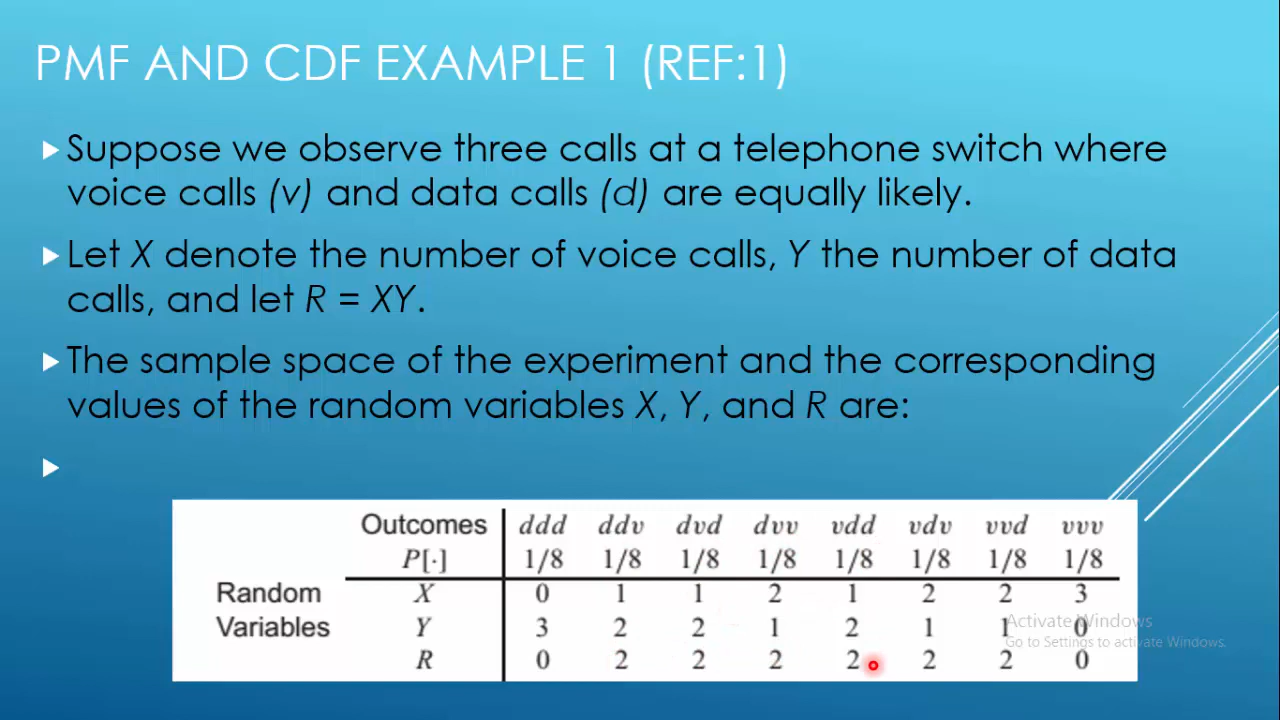 PMF AND CDF EXAMPLE 1 (REF:1)
Suppose we observe three calls at a telephone switch where
voice calls (v) and data calls (d) are equally likely.
Let X denote the number of voice calls, Y the number of data
calls, and let R = XY.
The sample space of the experiment and the corresponding
values of the random variables X, Y, and R are:
Outcomes ddd ddv dvd dvv vdd vdv vvd vvv
P[·] 1/8 1/8 1/8 1/8 1/8 1/8 1/8 1/8
Random X 0 1 1 2 1 2 2 3
Variables Y 3 2 2 1 2 1 1 0
R 0 2 2 2 2 2 2 0
Activate Windows
Go to Settings to activate Windows.